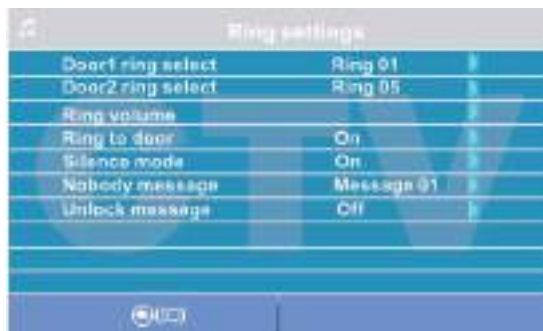 Ring settings
Door1 ring select Ring 01
Door2 ring select Ring 05
Ring volume
Ring to door On
Silence mode On
Nobody message Message 01
Unlock message Off
CTV